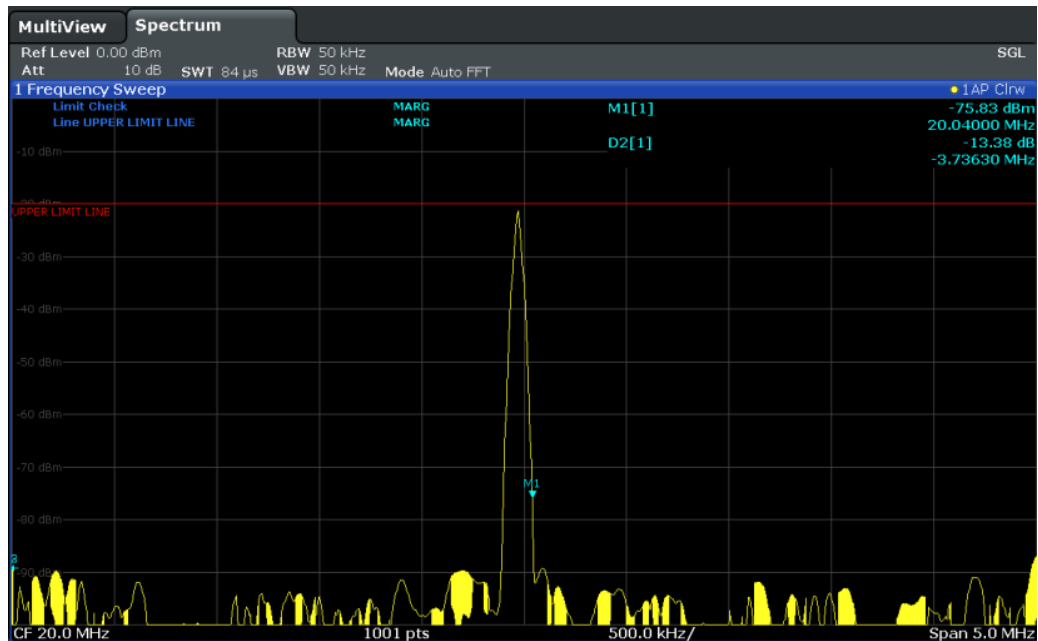 MultiView Spectrum
Ref Level 0.00 dBm RBW 50 kHz SGL
Att 10 dB SWT 84 µs VBW 50 kHz Mode Auto FFT
1 Frequency Sweep 1AP Clrw
Limit Check MARG M1[1] -75.83 dBm
Line UPPER LIMIT LINE MARG 20.04000 MHz
D2[1] -13.38 dB
-10 dBm -3.73630 MHz
-20 dBm
UPPER LIMIT LINE
-30 dBm
-40 dBm
-50 dBm
-60 dBm
-70 dBm
M1
-80 dBm
-90 dBm
CF 20.0 MHz 1001 pts 500.0 kHz/ Span 5.0 MHz